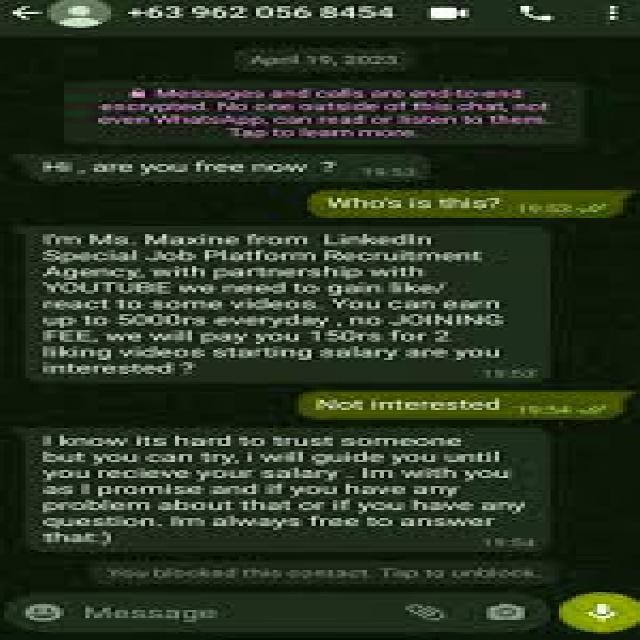 +63 962 056 8454
April 19, 2023
Messages and calls are end-to-end
encrypted. No one outside of this chat, not
even WhatsApp, can read or listen to them.
Tap to learn more.
Hi , are you free now ? 19:53
Who's is this? 19:53
I'm Ms. Maxine from LinkedIn
Special Job Platform Recruitment
Agency, with partnership with
YOUTUBE we need to gain like/
react to some videos. You can earn
up to 5000rs everyday , no JOINING
FEE, we will pay you 150rs for 2
liking videos starting salary are you
interested ? 19:53
Not interested 19:54
I know its hard to trust someone
but you can try, i will guide you until
you recieve your salary . Im with you
as I promise and if you have any
problem about that or if you have any
question. Im always free to answer
that:) 19:54
You blocked this contact. Tap to unblock.
Message